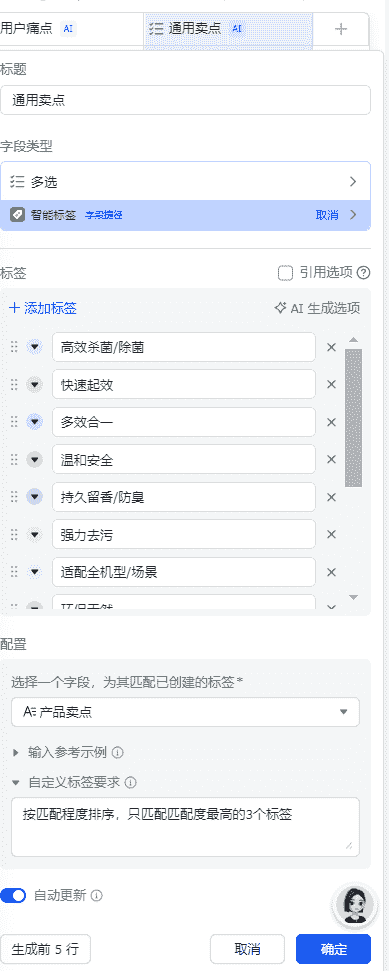 用户痛点 AI 通用卖点 AI
标题
通用卖点
字段类型
多选
智能标签 字段捷径 取消
标签 引用选项
添加标签 AI 生成选项
高效杀菌/除菌
快速起效
多效合一
温和安全
持久留香/防臭
强力去污
适配全机型/场景
环保天然
配置
选择一个字段，为其匹配已创建的标签*
产品卖点
输入参考示例
自定义标签要求
按匹配程度排序，只匹配匹配度最高的3个标签
自动更新
生成前 5 行 取消 确定